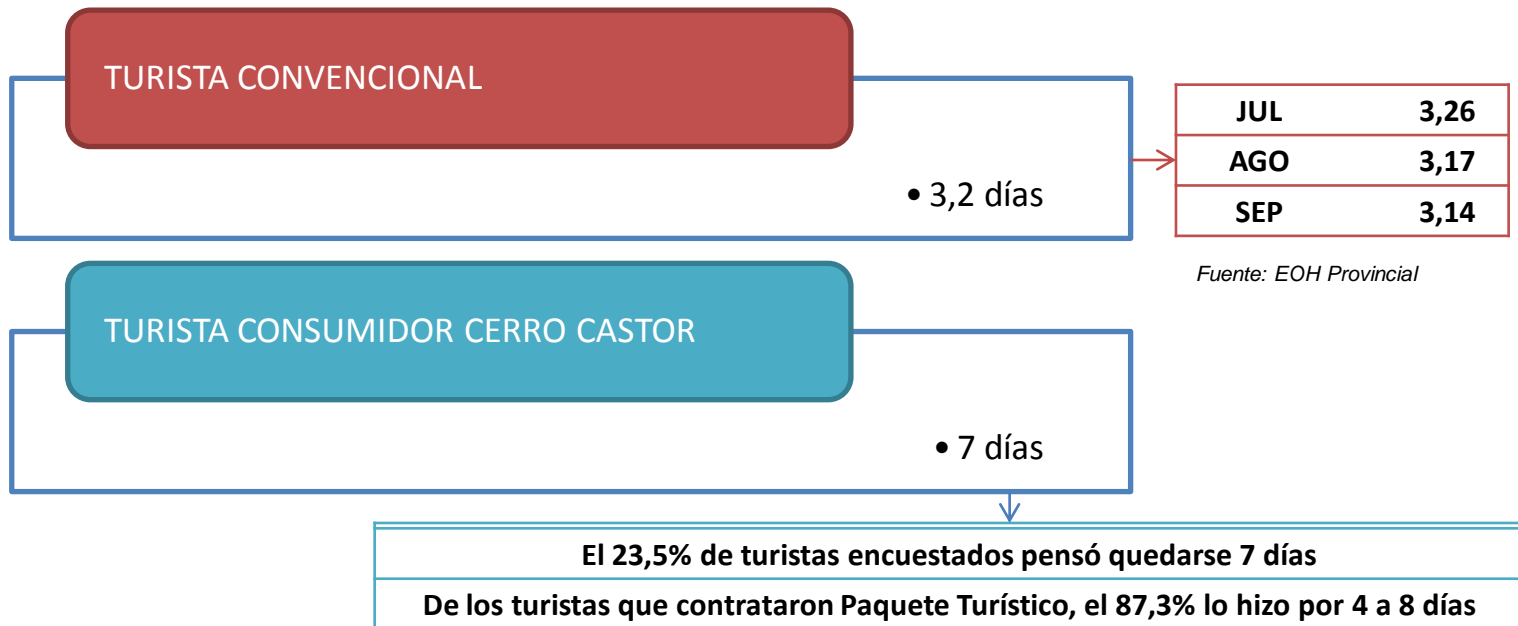 TURISTA CONVENCIONAL
• 3,2 días
JUL 3,26
AGO 3,17
SEP 3,14
Fuente: EOH Provincial
TURISTA CONSUMIDOR CERRO CASTOR
• 7 días
El 23,5% de turistas encuestados pensó quedarse 7 días
De los turistas que contrataron Paquete Turístico, el 87,3% lo hizo por 4 a 8 días